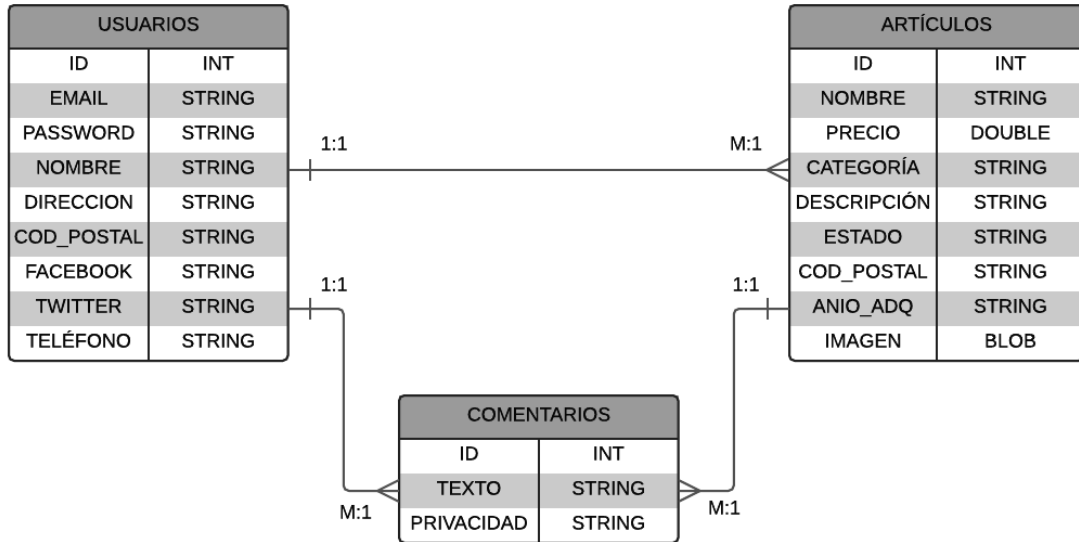 USUARIOS
ID INT
EMAIL STRING
PASSWORD STRING
NOMBRE STRING
DIRECCION STRING
COD_POSTAL STRING
FACEBOOK STRING
TWITTER STRING
TELÉFONO STRING
1:1
M:1
1:1
1:1
ARTÍCULOS
ID INT
NOMBRE STRING
PRECIO DOUBLE
CATEGORÍA STRING
DESCRIPCIÓN STRING
ESTADO STRING
COD_POSTAL STRING
ANIO_ADQ STRING
IMAGEN BLOB
COMENTARIOS
ID INT
TEXTO STRING
PRIVACIDAD STRING
M:1
M:1